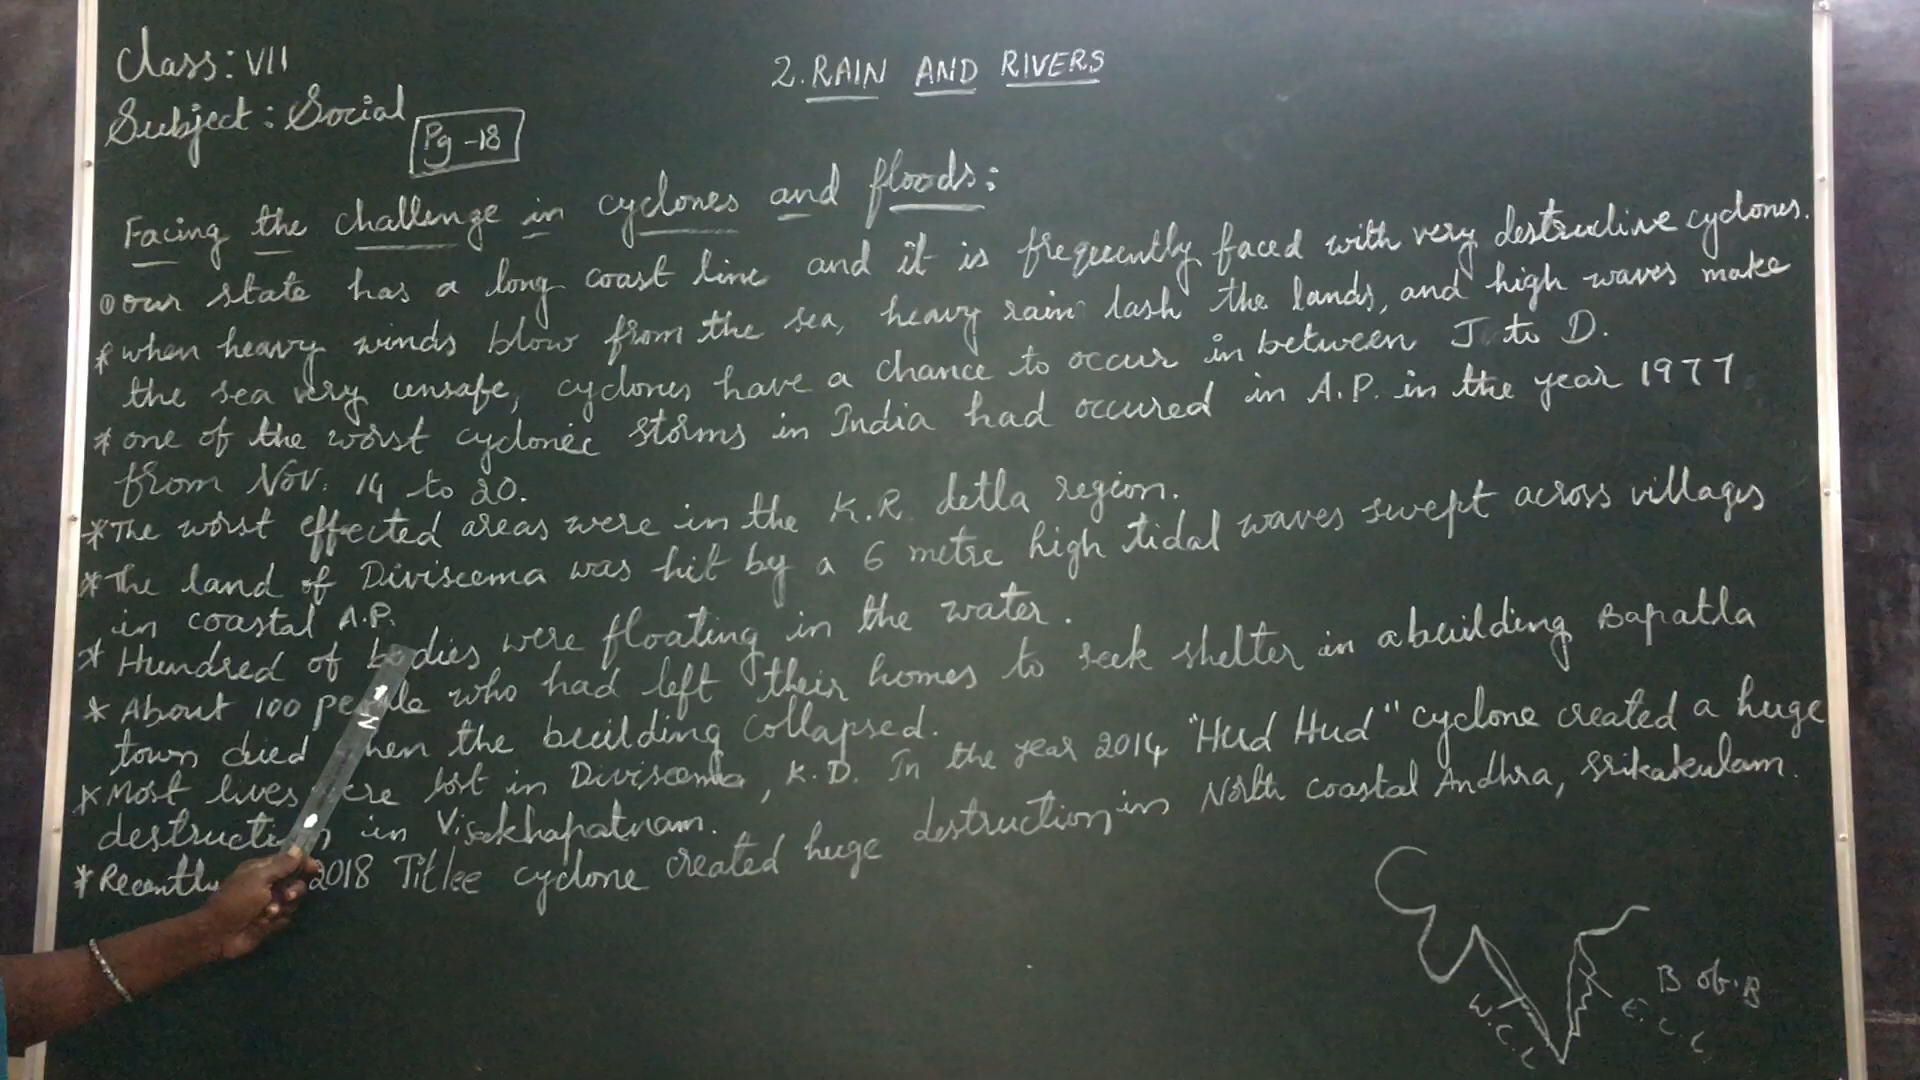 Class: VII
2. RAIN AND RIVERS
Subject: Social
Pg-18
Facing the challenge in cyclones and floods:
① our state has a long coast line and it is frequently faced with very destructive cyclones.
* when heavy winds blow from the sea, heavy rain lash the lands, and high waves make
the sea very unsafe, cyclones have a chance to occur in between J to D.
* one of the worst cyclonic storms in India had occured in A.P. in the year 1977
from Nov. 14 to 20.
* The worst effected areas were in the K.R. detla region.
* The land of Diviseema was hit by a 6 metre high tidal waves swept across villages
in coastal A.P.
* Hundred of bodies were floating in the water.
* About 100 people who had left their homes to seek shelter in a building Bapatla
town died when the building collapsed.
* Most lives were lost in Diviseema, K.D. In the year 2014 "Hud Hud" cyclone created a huge
destruction in Visakhapatnam.
* Recently 2018 Titlee cyclone created huge destruction in North coastal Andhra, srikakulam.
B of B
W.C.L
E.C.L